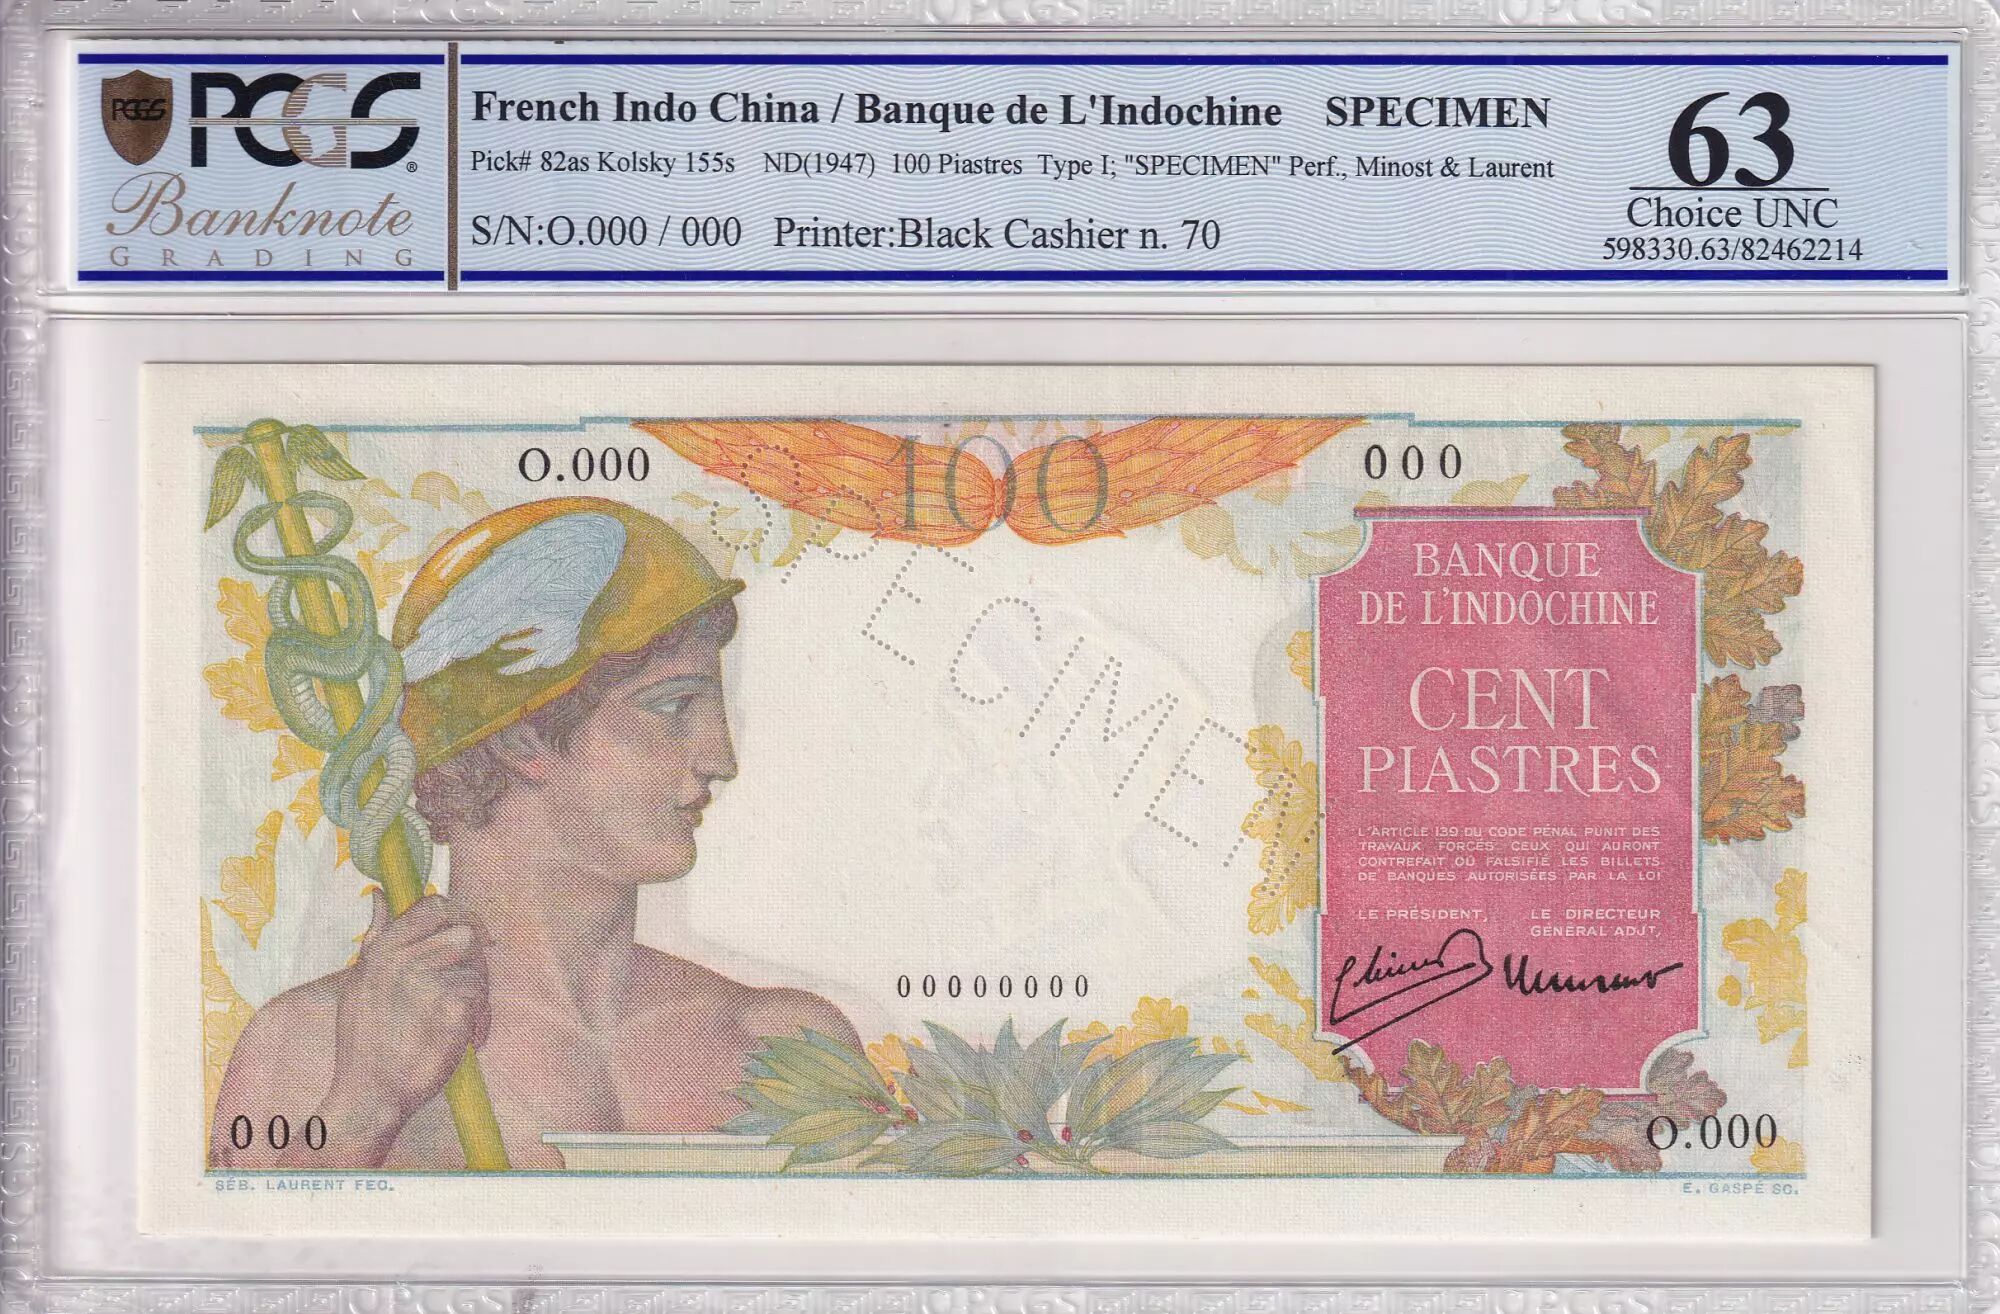 PCGS
PCGS
Banknote
GRADING
French Indo China / Banque de L'Indochine SPECIMEN
Pick# 82as Kolsky 155s ND(1947) 100 Piastres Type I; "SPECIMEN" Perf., Minost & Laurent
S/N:O.000 / 000 Printer:Black Cashier n. 70
63
Choice UNC
598330.63/82462214
O.000
100
000
SPECIMEN
BANQUE
DE L'INDOCHINE
CENT
PIASTRES
L'ARTICLE 139 DU CODE PÉNAL PUNIT DES
TRAVAUX FORCÉS CEUX QUI AURONT
CONTREFAIT OU FALSIFIÉ LES BILLETS
DE BANQUES AUTORISÉES PAR LA LOI
LE PRÉSIDENT,
LE DIRECTEUR
GÉNÉRAL ADJT,
00000000
000
O.000
SÉB. LAURENT FEC.
E. GASPÉ SC.